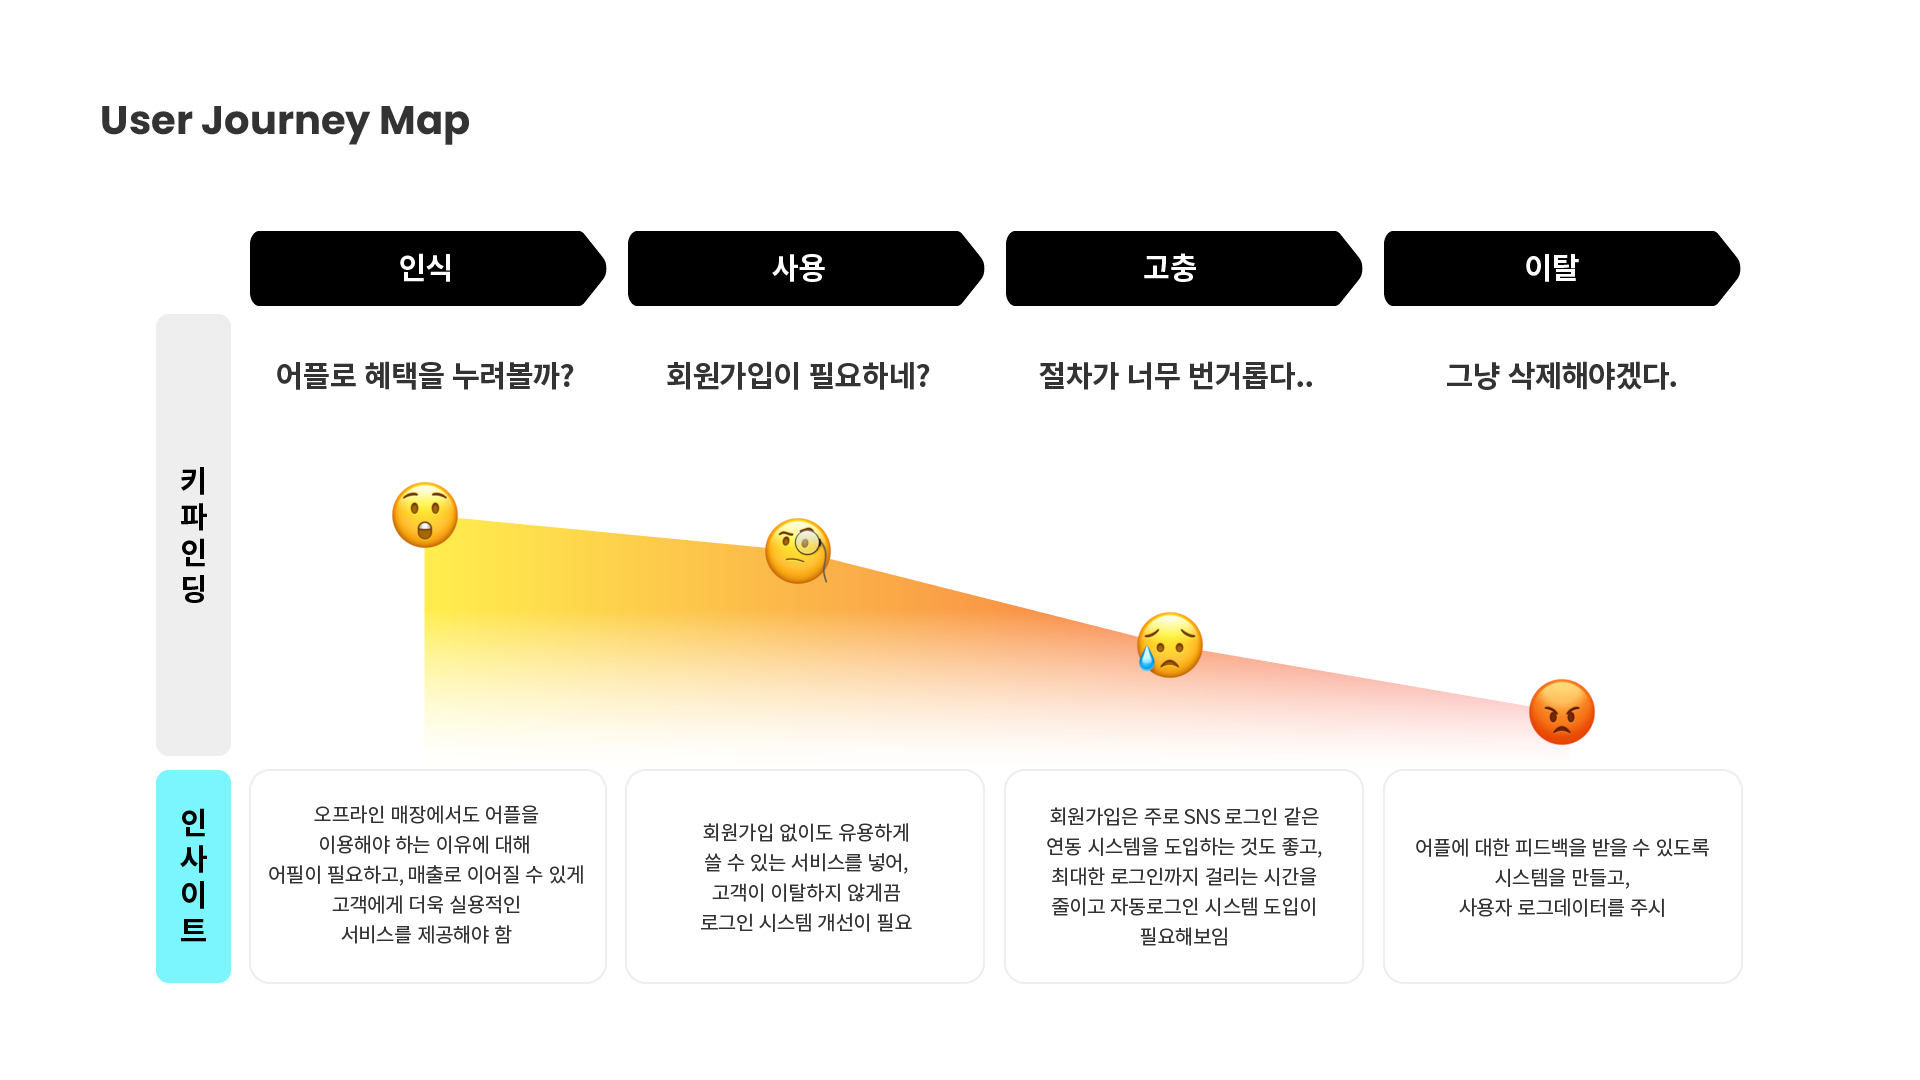 User Journey Map
인식
사용
고충
이탈
키파인딩
어플로 혜택을 누려볼까?
회원가입이 필요하네?
절차가 너무 번거롭다..
그냥 삭제해야겠다.
인사이트
오프라인 매장에서도 어플을
이용해야 하는 이유에 대해
어필이 필요하고, 매출로 이어질 수 있게
고객에게 더욱 실용적인
서비스를 제공해야 함
회원가입 없이도 유용하게
쓸 수 있는 서비스를 넣어,
고객이 이탈하지 않게끔
로그인 시스템 개선이 필요
회원가입은 주로 SNS 로그인 같은
연동 시스템을 도입하는 것도 좋고,
최대한 로그인까지 걸리는 시간을
줄이고 자동로그인 시스템 도입이
필요해보임
어플에 대한 피드백을 받을 수 있도록
시스템을 만들고,
사용자 로그데이터를 주시